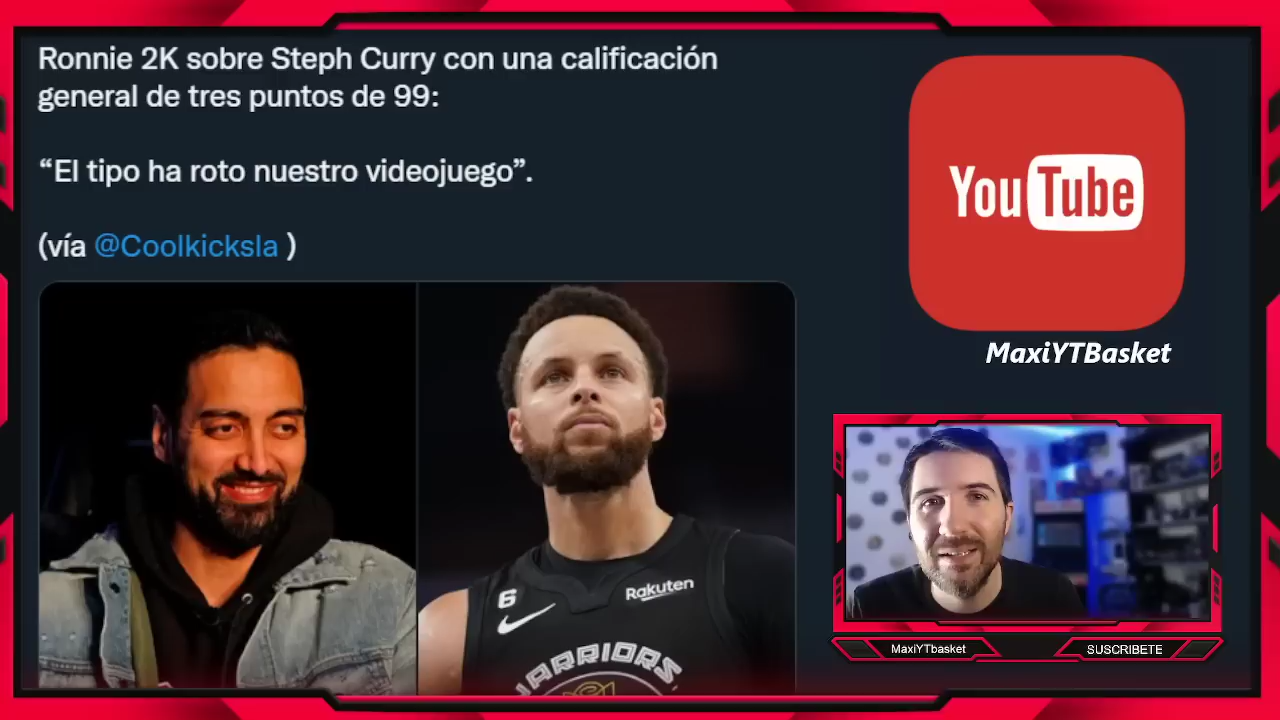 Ronnie 2K sobre Steph Curry con una calificación
general de tres puntos de 99:
“El tipo ha roto nuestro videojuego”.
(vía @Coolkicksla )
YouTube
MaxiYTBasket
6
Rakuten
WARRIORS
MaxiYTbasket
SUSCRIBETE